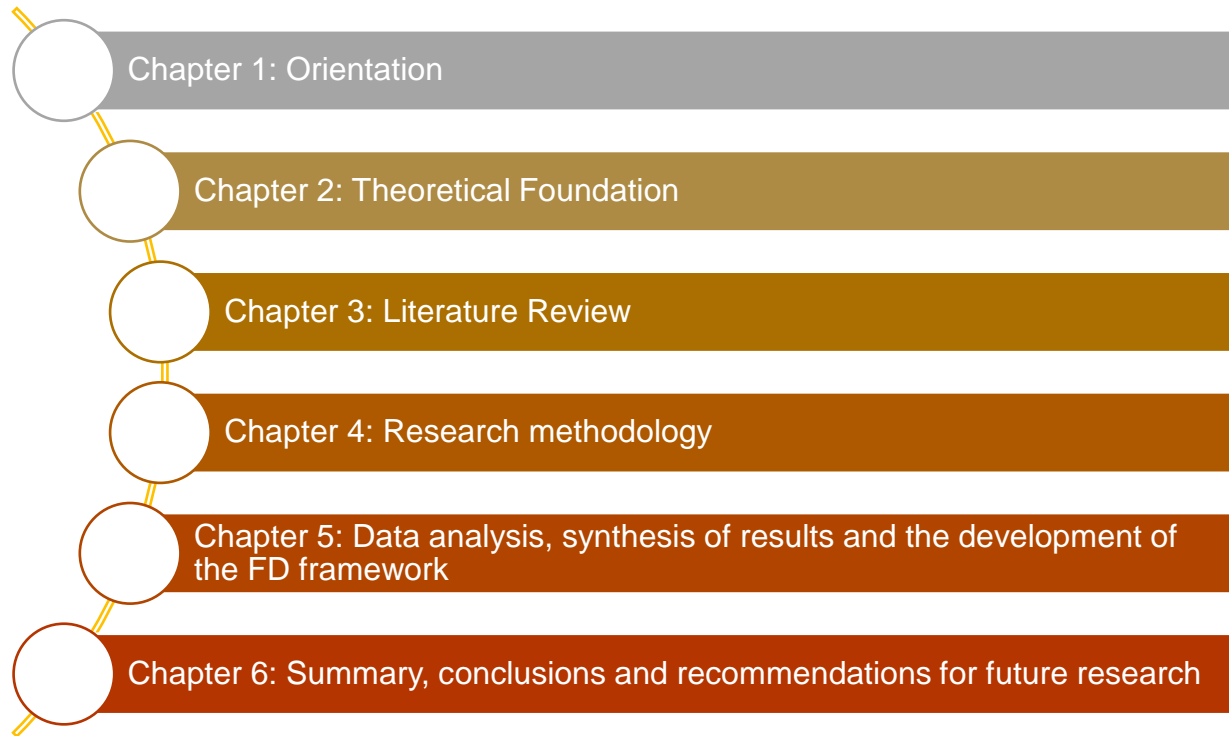 Chapter 1: Orientation
Chapter 2: Theoretical Foundation
Chapter 3: Literature Review
Chapter 4: Research methodology
Chapter 5: Data analysis, synthesis of results and the development of
the FD framework
Chapter 6: Summary, conclusions and recommendations for future research